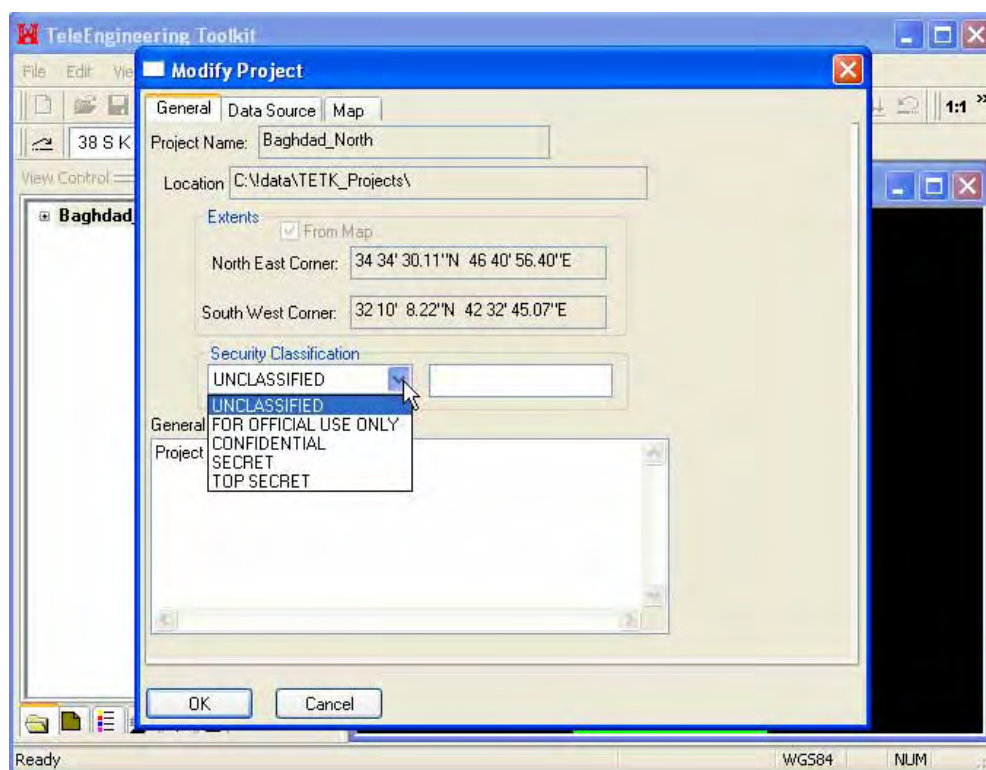 TeleEngineering Toolkit
File Edit Vie
Modify Project
General Data Source Map
1:1 »
38 S K
Project Name: Baghdad_North
View Control
Location C:\Idata\TETK_Projects\
Baghdad_
Extents
From Map
North East Corner: 34 34' 30.11"N 46 40' 56.40"E
South West Corner: 32 10' 8.22"N 42 32' 45.07"E
Security Classification
UNCLASSIFIED
UNCLASSIFIED
General FOR OFFICIAL USE ONLY
CONFIDENTIAL
Project
SECRET
TOP SECRET
OK Cancel
Ready WGS84 NUM